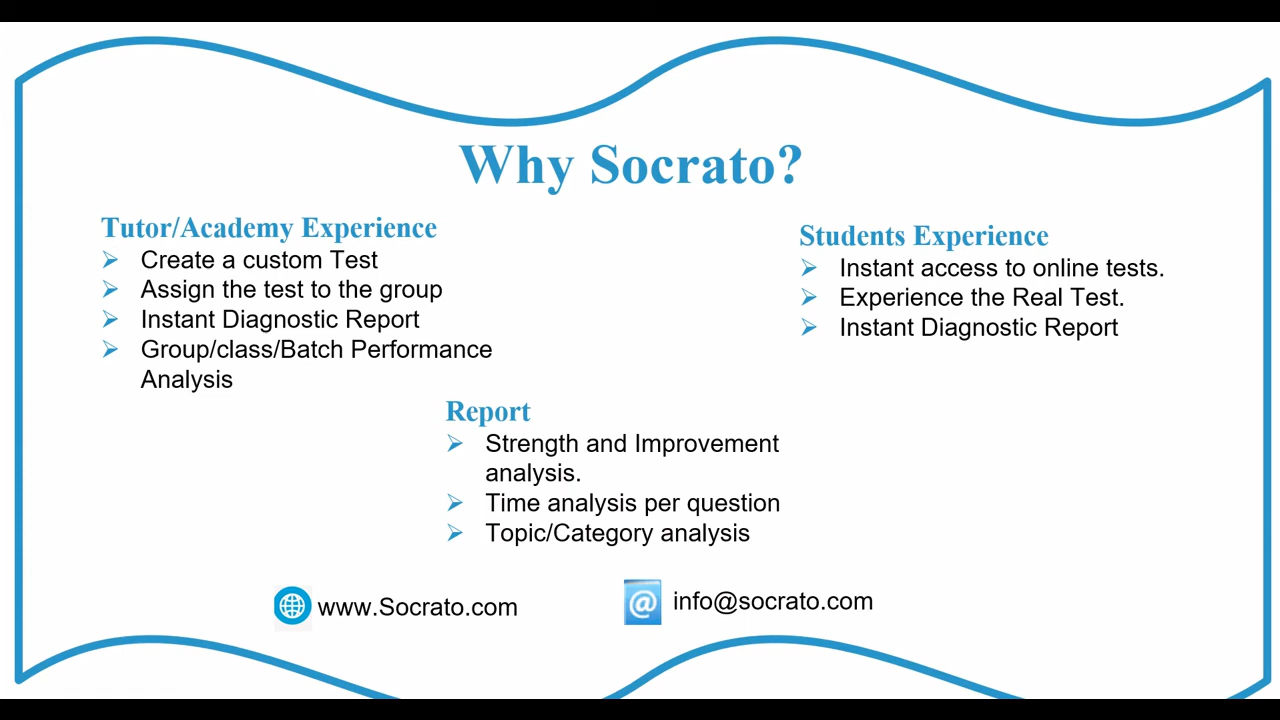 Why Socrato?
Tutor/Academy Experience
Create a custom Test
Assign the test to the group
Instant Diagnostic Report
Group/class/Batch Performance
Analysis
Students Experience
Instant access to online tests.
Experience the Real Test.
Instant Diagnostic Report
Report
Strength and Improvement
analysis.
Time analysis per question
Topic/Category analysis
www.Socrato.com
@ info@socrato.com